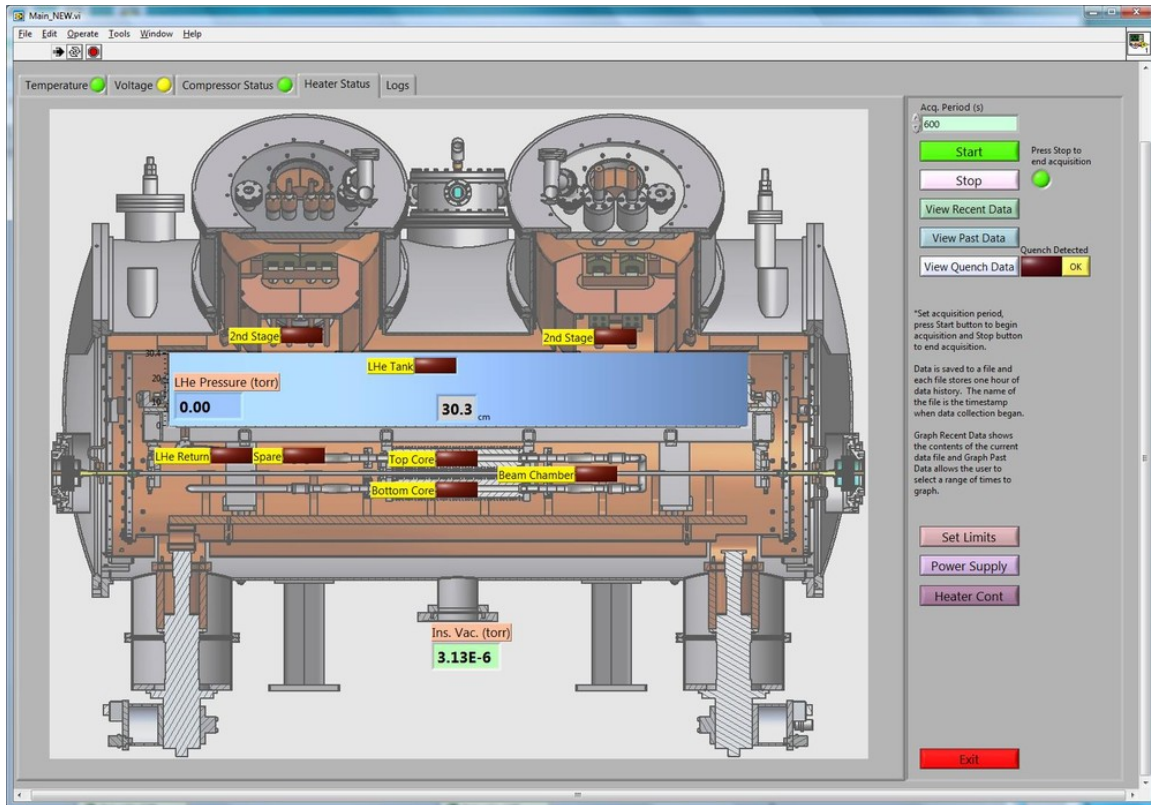 Main_NEW.vi
File Edit Operate Tools Window Help
Temperature Voltage Compressor Status Heater Status Logs
Acq. Period (s)
600
Start
Press Stop to
end acquisition
Stop
View Recent Data
View Past Data
Quench Detected
View Quench Data OK
2nd Stage
2nd Stage
30.4
20
10
0
LHe Tank
LHe Pressure (torr)
0.00
30.3 cm
LHe Return Spare Top Core
Beam Chamber
Bottom Core
Ins. Vac. (torr)
3.13E-6
*Set acquisition period,
press Start button to begin
acquisition and Stop button
to end acquisition.
Data is saved to a file and
each file stores one hour of
data history. The name of
the file is the timestamp
when data collection began.
Graph Recent Data shows
the contents of the current
data file and Graph Past
Data allows the user to
select a range of times to
graph.
Set Limits
Power Supply
Heater Cont
Exit